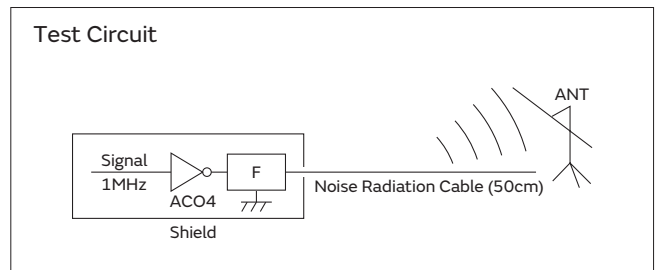 Test Circuit
ANT
Signal
1MHz
F
ACO4
Noise Radiation Cable (50cm)
Shield